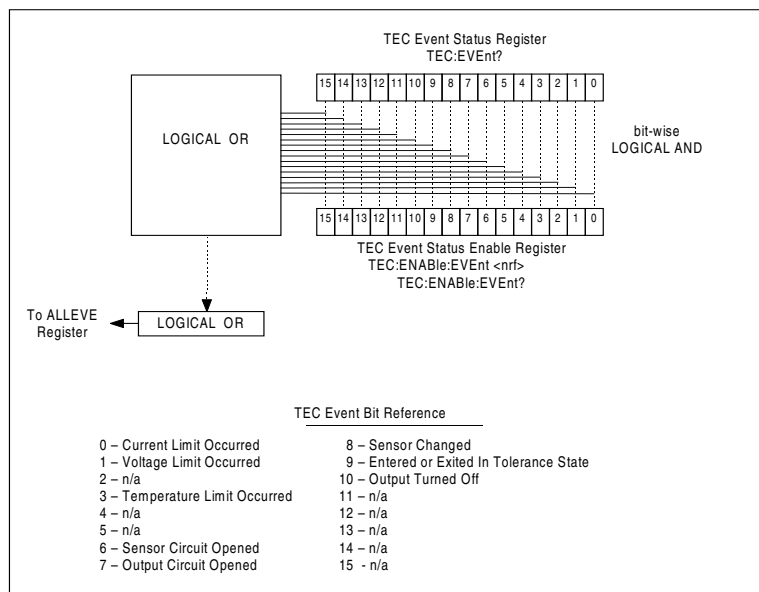 TEC Event Status Register
TEC:EVEnt?
15 14 13 12 11 10 9 8 7 6 5 4 3 2 1 0
LOGICAL OR
bit-wise
LOGICAL AND
15 14 13 12 11 10 9 8 7 6 5 4 3 2 1 0
TEC Event Status Enable Register
TEC:ENABle:EVEnt <nrf>
TEC:ENABle:EVEnt?
To ALLEVE
Register
LOGICAL OR
TEC Event Bit Reference
0 – Current Limit Occurred
1 – Voltage Limit Occurred
2 – n/a
3 – Temperature Limit Occurred
4 – n/a
5 – n/a
6 – Sensor Circuit Opened
7 – Output Circuit Opened
8 – Sensor Changed
9 – Entered or Exited In Tolerance State
10 – Output Turned Off
11 – n/a
12 – n/a
13 – n/a
14 – n/a
15 - n/a